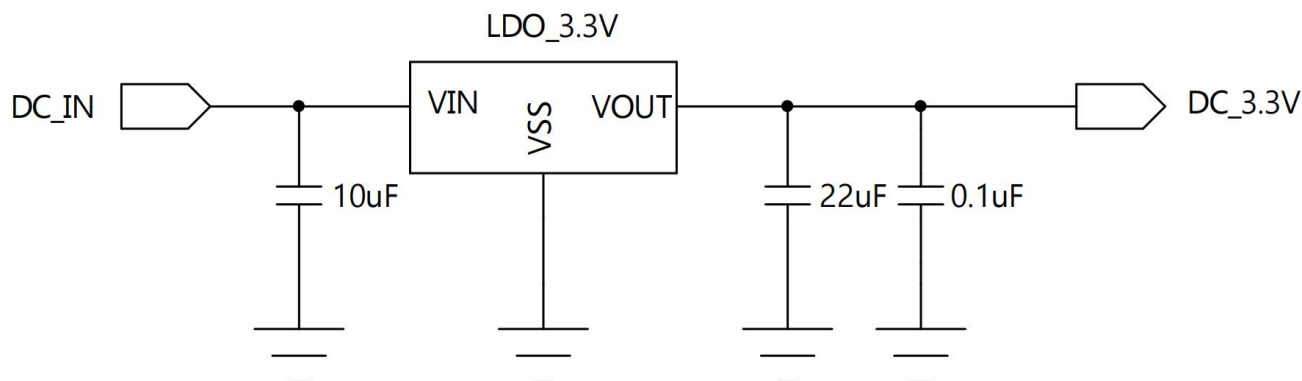 LDO_3.3V
DC_IN
VIN
VSS
VOUT
DC_3.3V
10uF
22uF
0.1uF